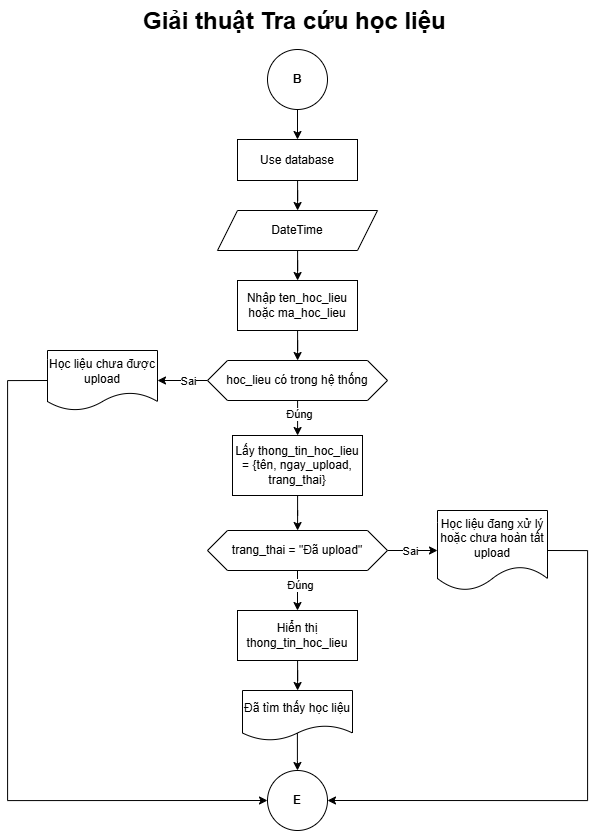 Giải thuật Tra cứu học liệu
B
Use database
DateTime
Nhập ten_hoc_lieu
hoặc ma_hoc_lieu
Học liệu chưa được
upload
Sai
hoc_lieu có trong hệ thống
Đúng
Lấy thong_tin_hoc_lieu
= {tên, ngay_upload,
trang_thai}
trang_thai = "Đã upload"
Sai
Học liệu đang xử lý
hoặc chưa hoản tất
upload
Đúng
Hiển thị
thong_tin_hoc_lieu
Đã tìm thấy học liệu
E